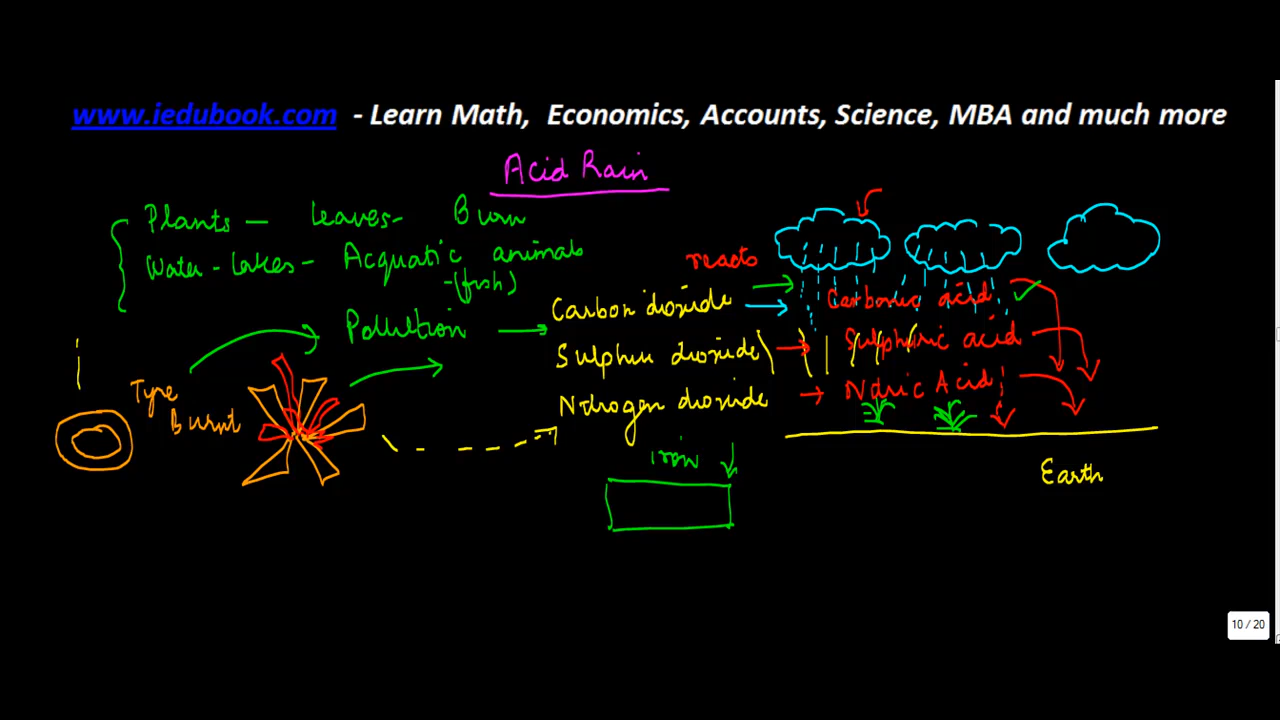 www.iedubook.com - Learn Math, Economics, Accounts, Science, MBA and much more
Acid Rain
Plants - leaves- Burn
Water - Lakes - Acquatic animals
-(fish)
Pollution
Type
Burnt
reacts
Carbon dioxide
Sulphur dioxide
Nitrogen dioxide
Carbonic acid
Sulphuric acid
Nitric Acid
iron
Earth
10 / 20